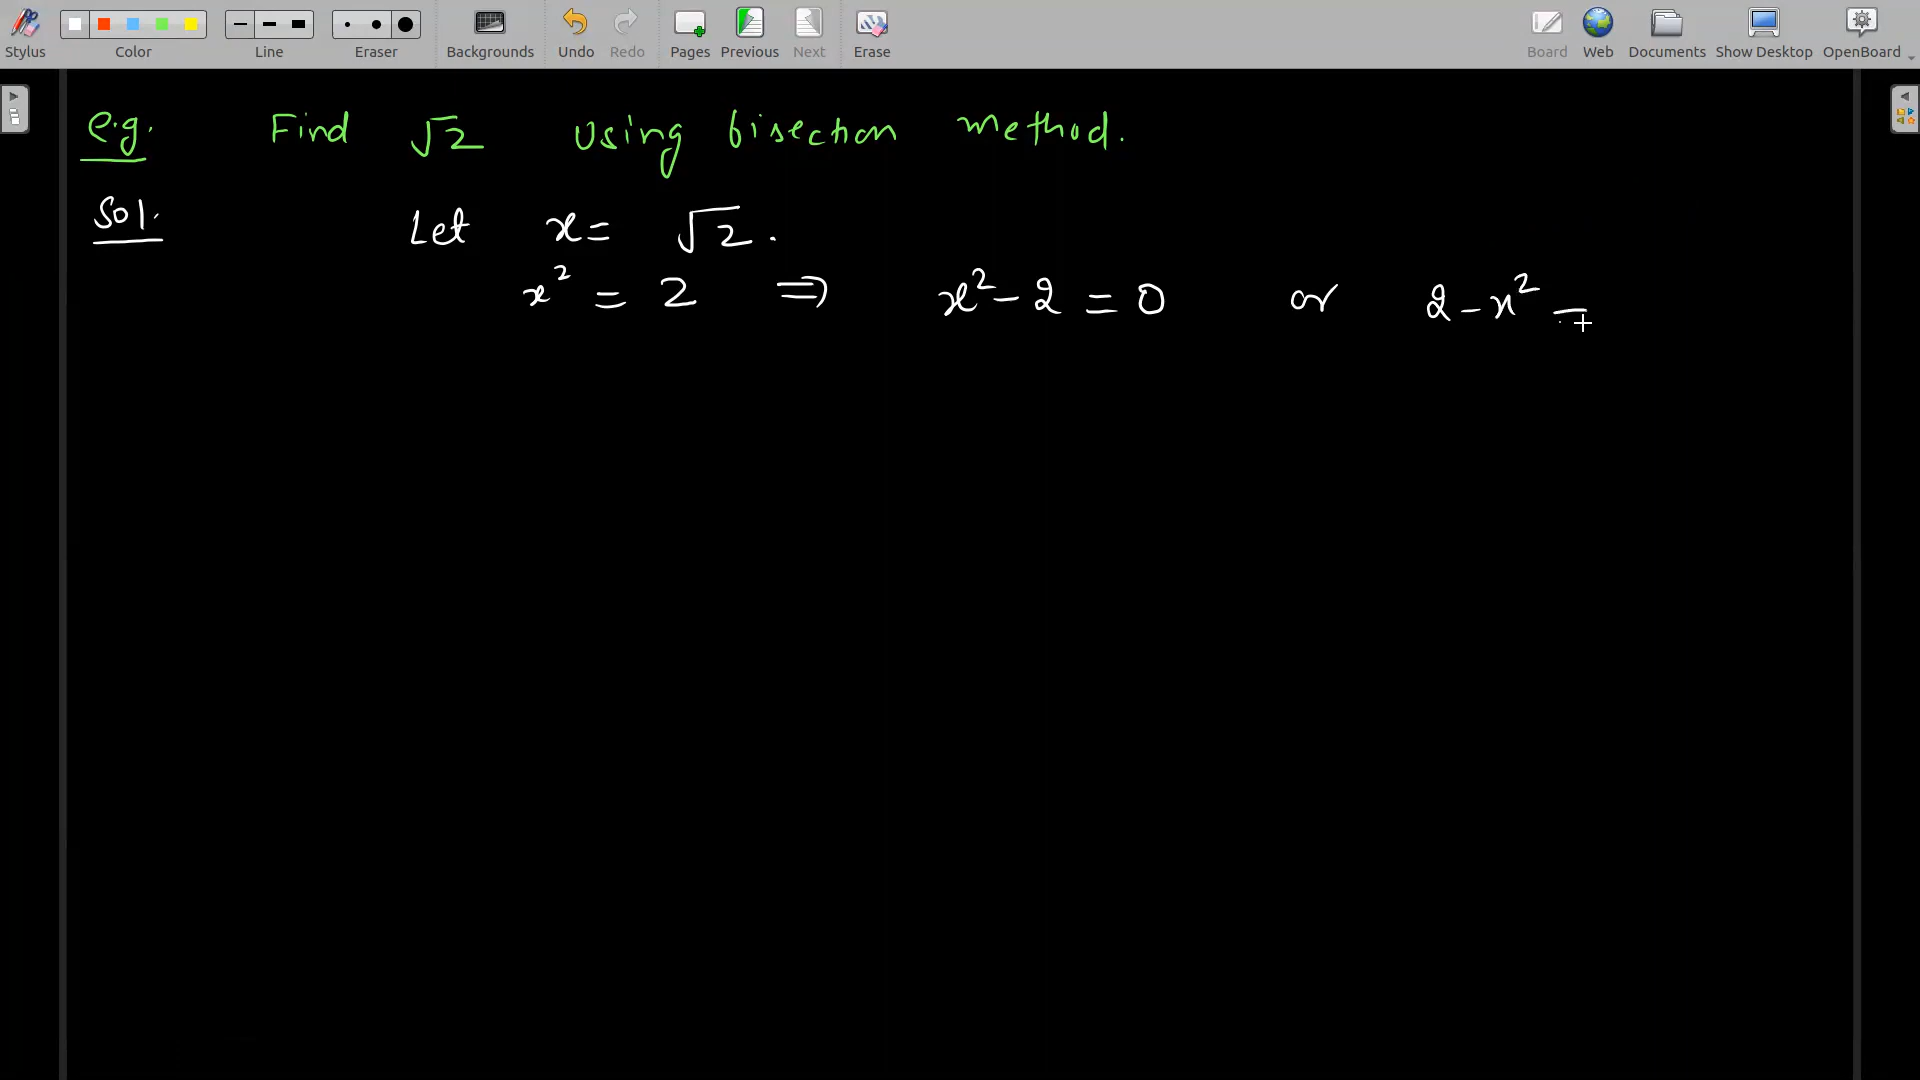 Stylus Color Line Eraser Backgrounds Undo Redo Pages Previous Next Erase Board Web Documents Show Desktop OpenBoard
e.g. Find √2 using bisection method.
Sol. Let x = √2.
x² = 2 ⇒ x² - 2 = 0 or 2 - x² =